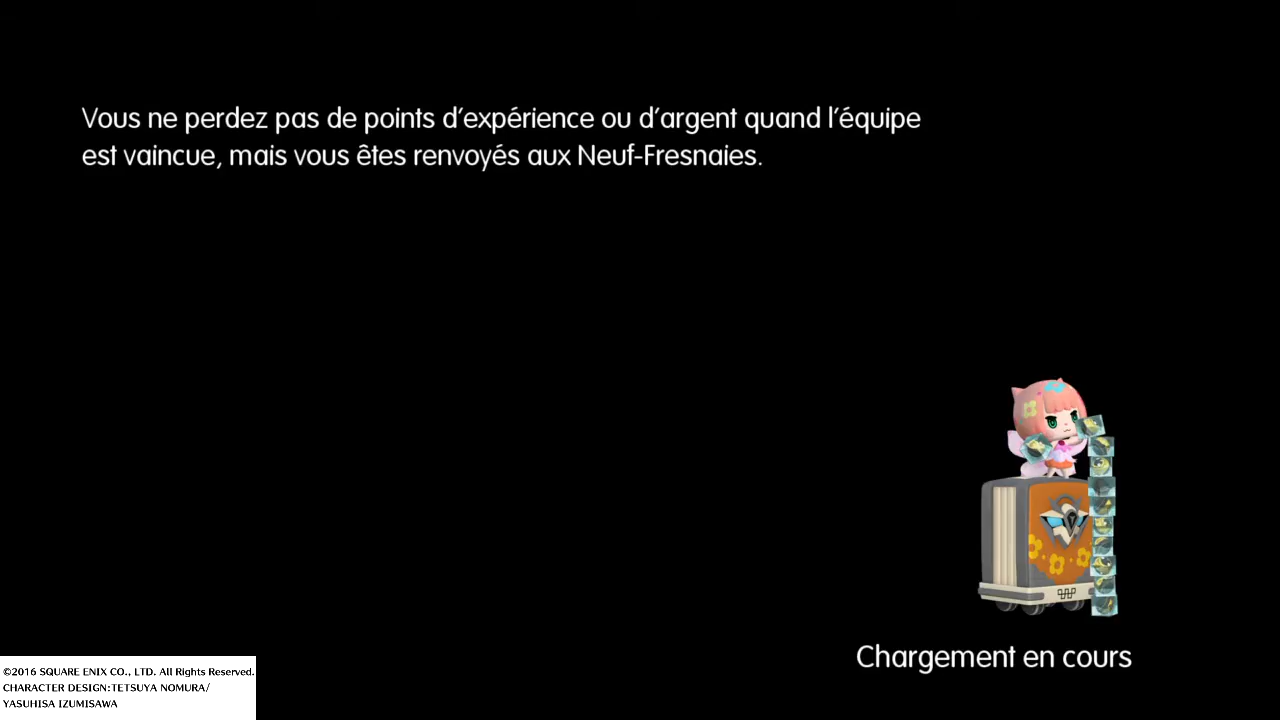 Vous ne perdez pas de points d’expérience ou d’argent quand l’équipe
est vaincue, mais vous êtes renvoyés aux Neuf-Fresnaies.
Chargement en cours
©2016 SQUARE ENIX CO., LTD. All Rights Reserved.
CHARACTER DESIGN:TETSUYA NOMURA/
YASUHISA IZUMISAWA